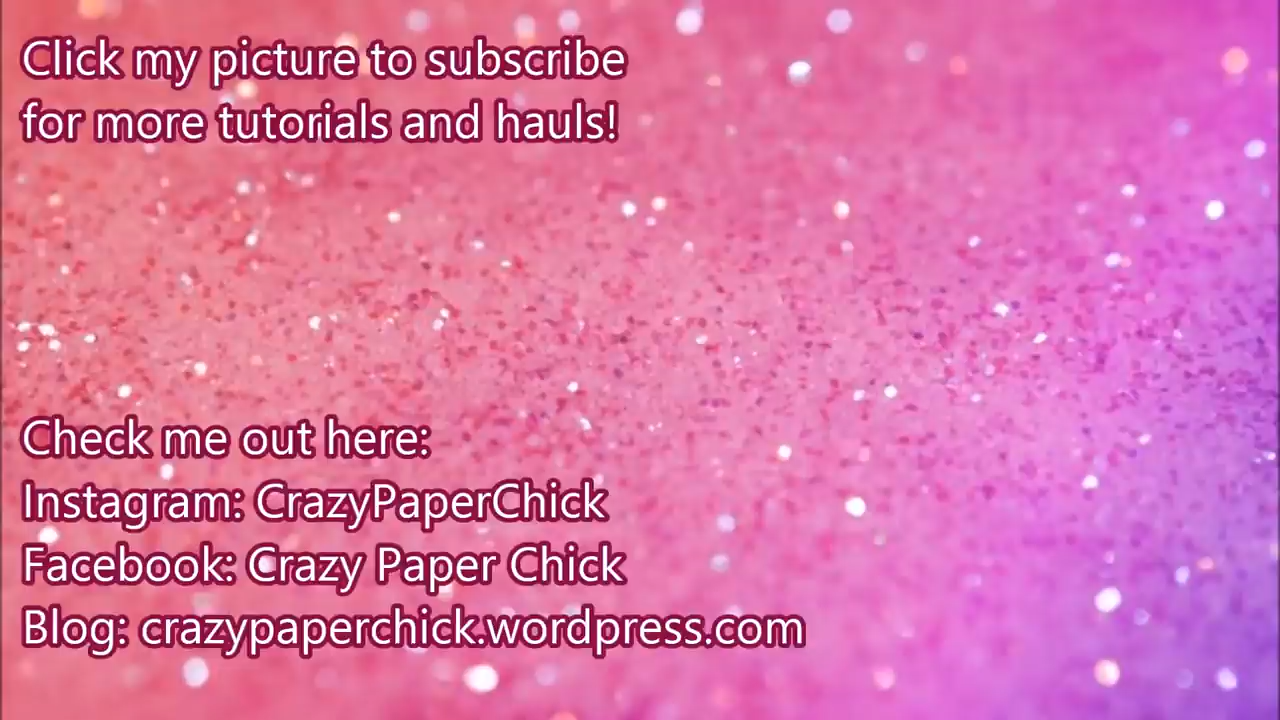 Click my picture to subscribe
for more tutorials and hauls!
Check me out here:
Instagram: CrazyPaperChick
Facebook: Crazy Paper Chick
Blog: crazypaperchick.wordpress.com